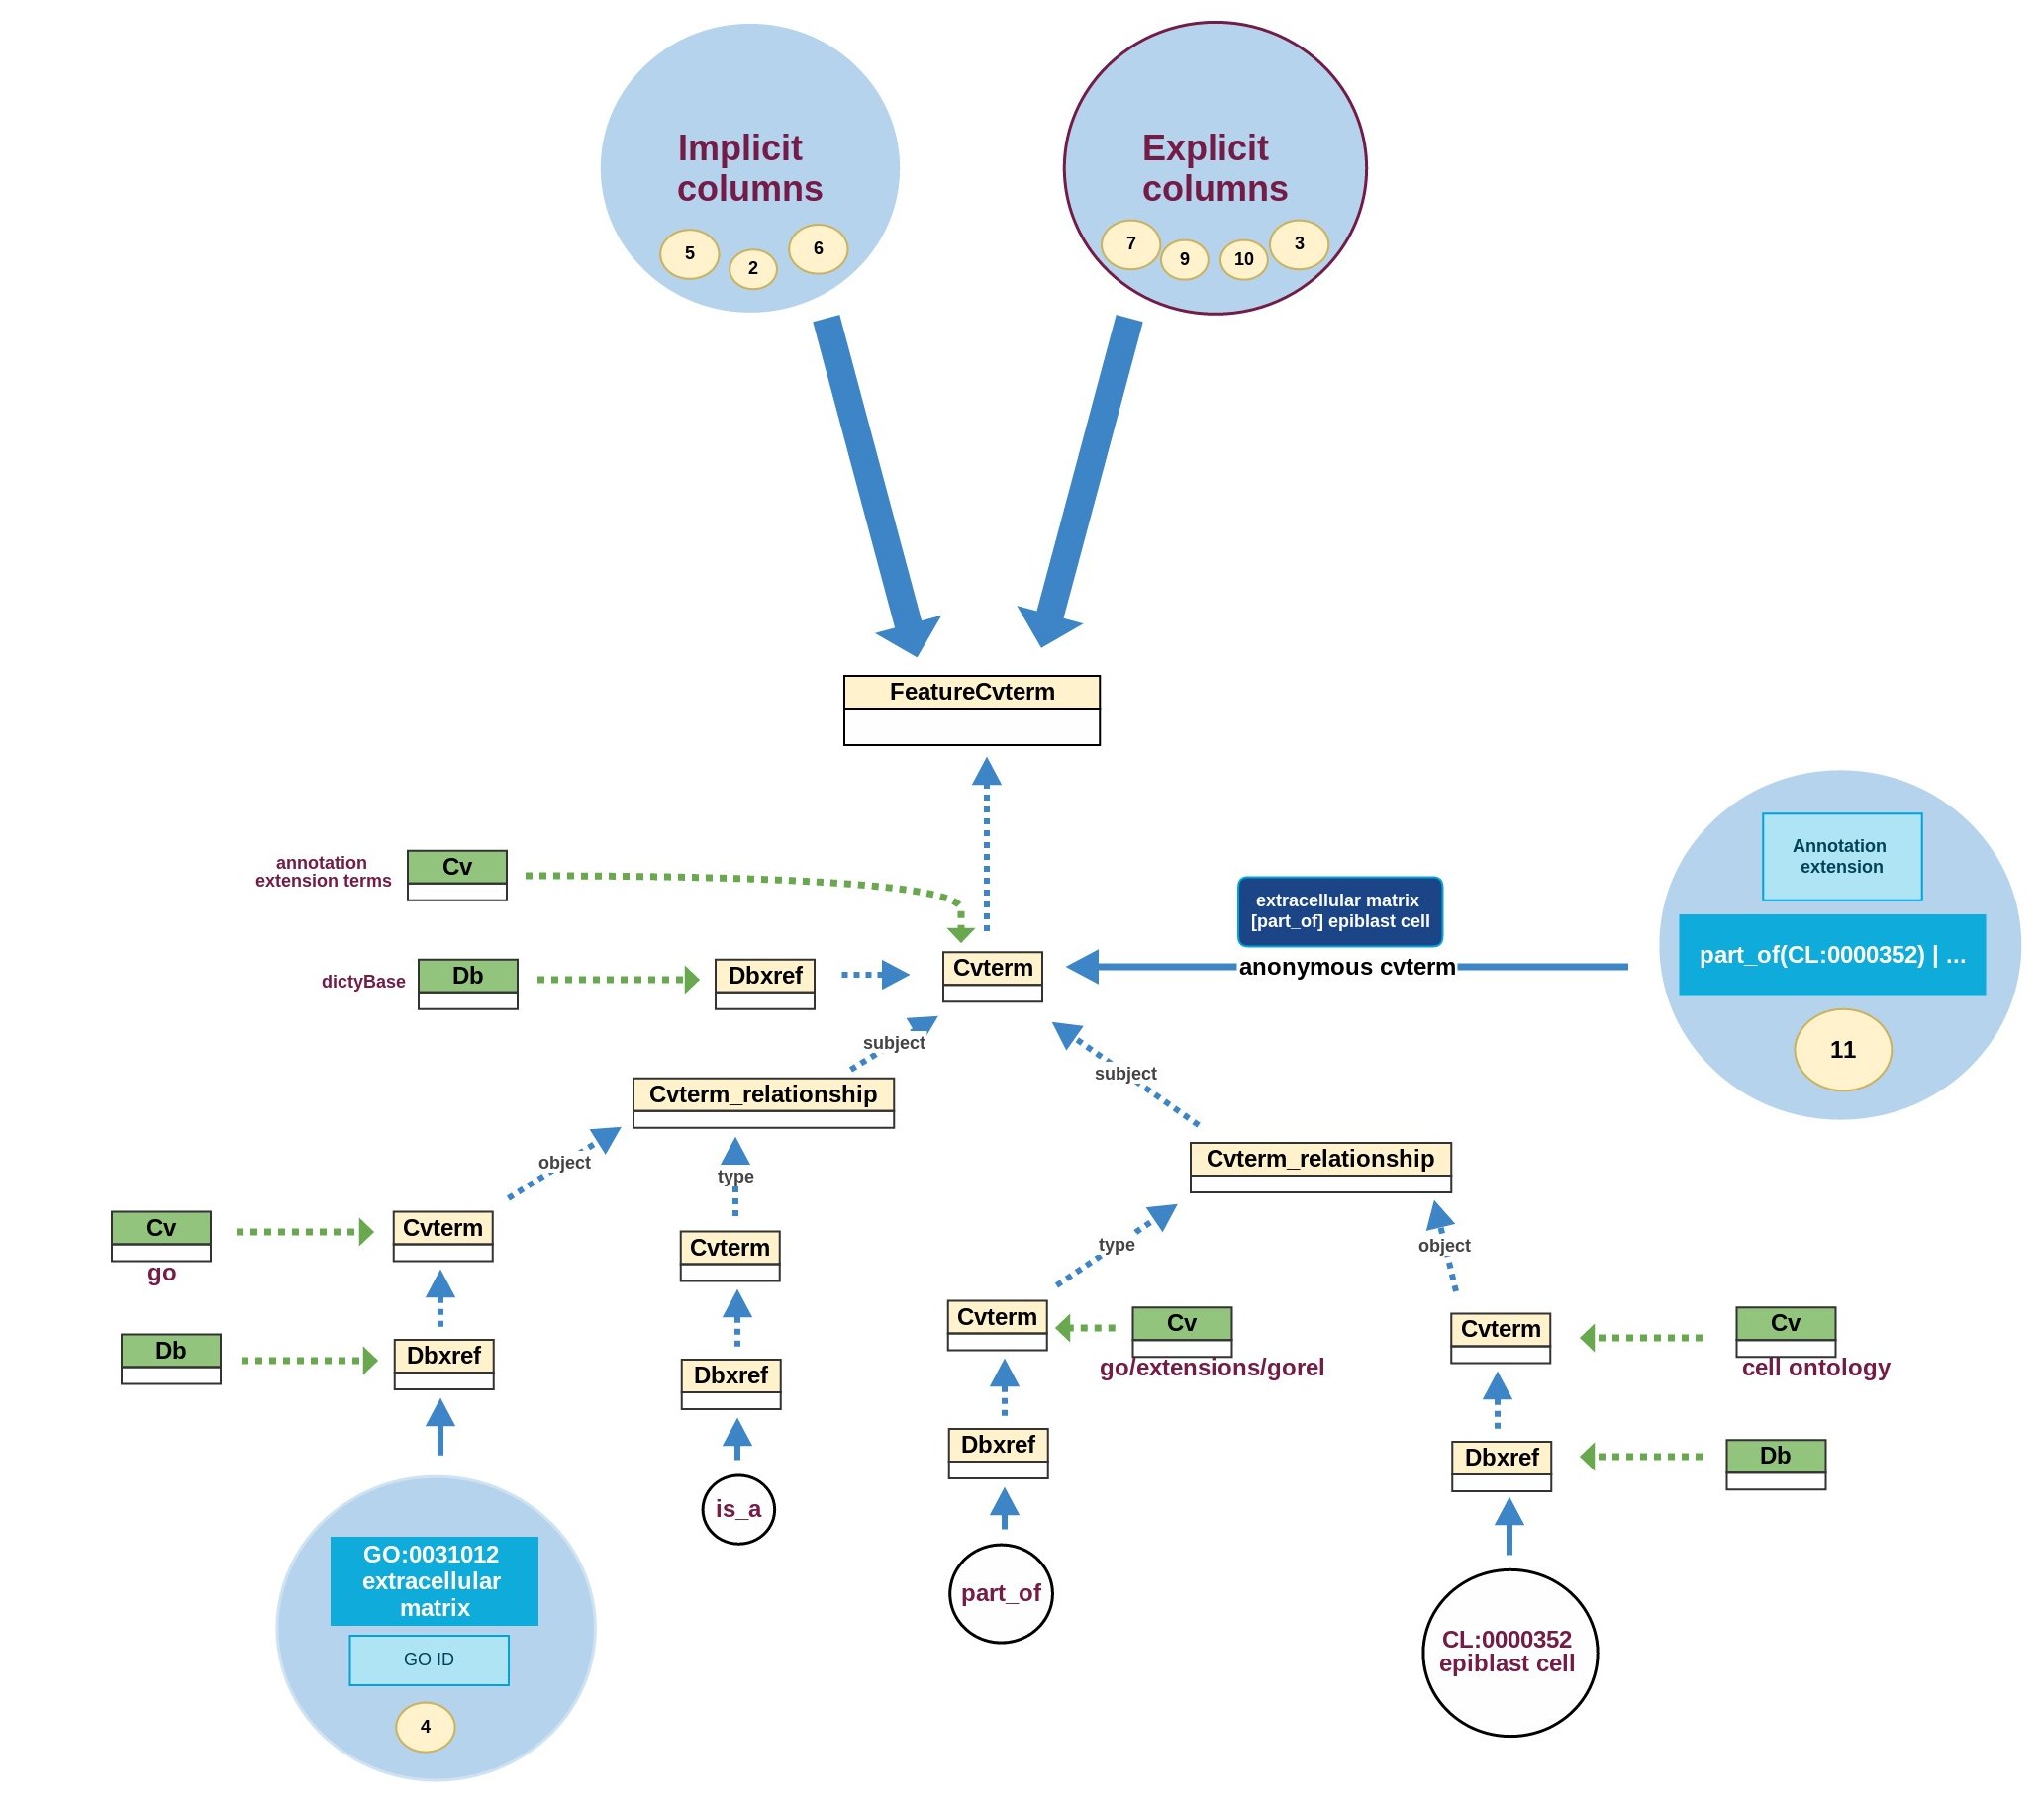 Implicit
columns
5
2
6
Explicit
columns
7
9
10
3
FeatureCvterm
annotation
extension terms
Cv
dictyBase
Db
Dbxref
Cvterm
extracellular matrix
[part_of] epiblast cell
anonymous cvterm
Annotation
extension
part_of(CL:0000352) | ...
11
subject
subject
Cvterm_relationship
Cvterm_relationship
object
type
type
object
Cv
go
Cvterm
Cvterm
Cvterm
Cv
go/extensions/gorel
Cvterm
Cv
cell ontology
Db
Dbxref
Dbxref
Dbxref
Dbxref
Db
GO:0031012
extracellular
matrix
GO ID
4
is_a
part_of
CL:0000352
epiblast cell